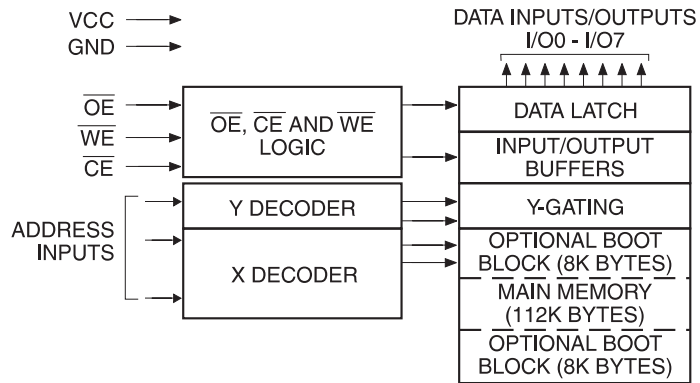 VCC
GND
DATA INPUTS/OUTPUTS
I/O0 - I/O7
OE
WE
CE
OE, CE AND WE
LOGIC
DATA LATCH
INPUT/OUTPUT
BUFFERS
ADDRESS
INPUTS
Y DECODER
Y-GATING
X DECODER
OPTIONAL BOOT
BLOCK (8K BYTES)
MAIN MEMORY
(112K BYTES)
OPTIONAL BOOT
BLOCK (8K BYTES)